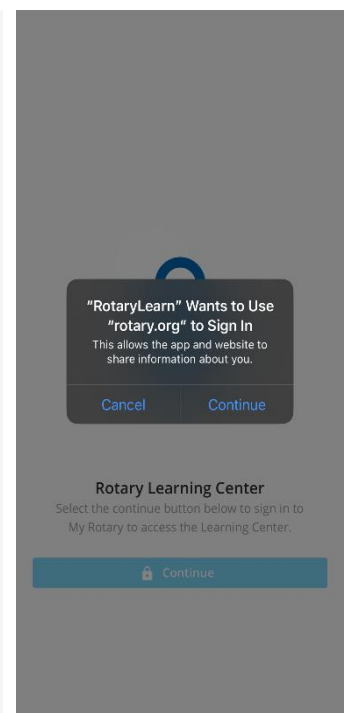 “RotaryLearn” Wants to Use
“rotary.org” to Sign In
This allows the app and website to
share information about you.
Cancel Continue
Rotary Learning Center
Select the continue button below to sign in to
My Rotary to access the Learning Center.
Continue